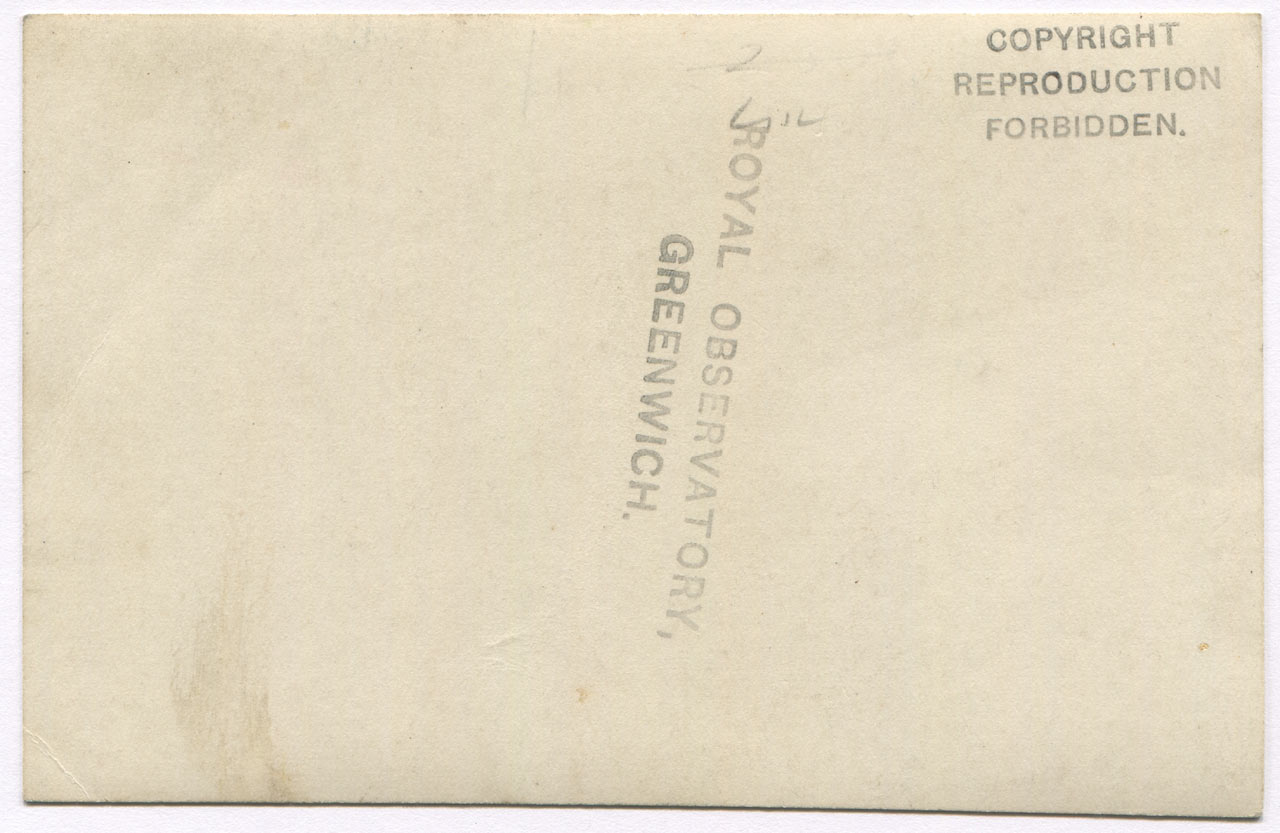 COPYRIGHT
REPRODUCTION
FORBIDDEN.
ROYAL OBSERVATORY,
GREENWICH.